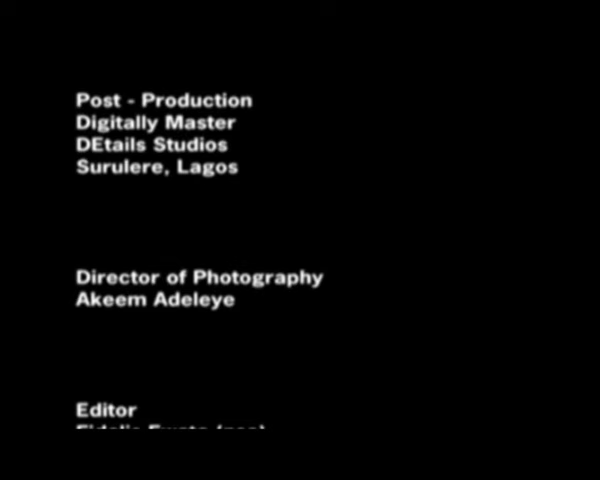 Post - Production
Digitally Master
DEtails Studios
Surulere, Lagos
Director of Photography
Akeem Adeleye
Editor